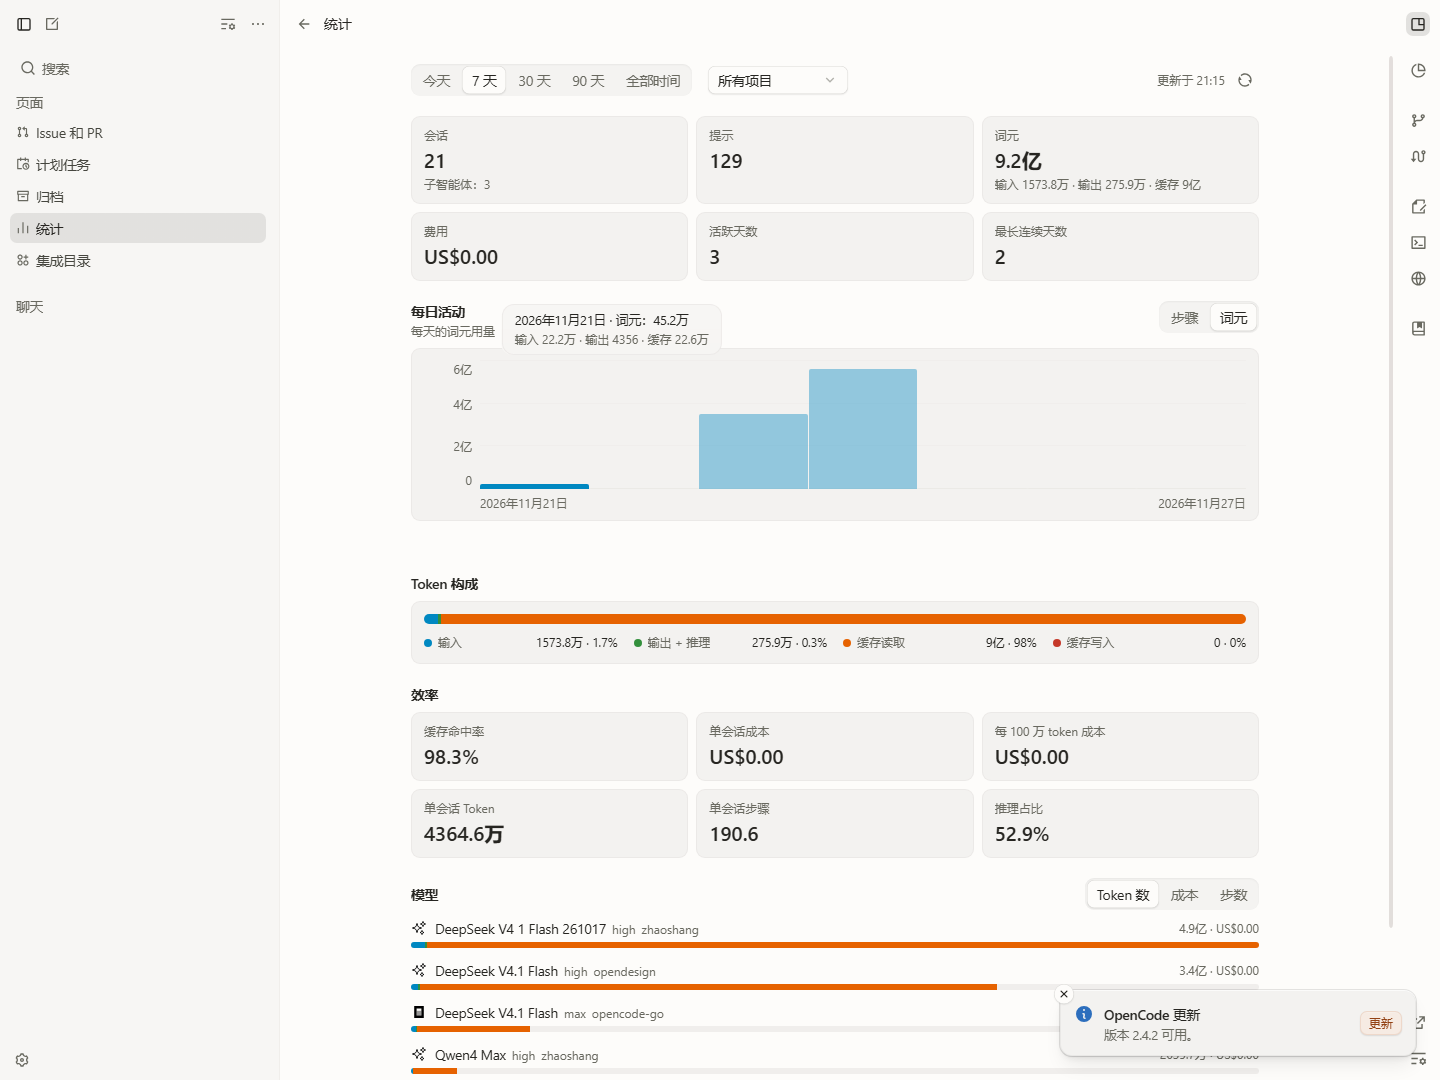 统计
搜索
页面
Issue 和 PR
计划任务
归档
统计
集成目录
聊天
今天 7 天 30 天 90 天 全部时间 所有项目 更新于 21:15
会话
21
子智能体：3
提示
129
词元
9.2亿
输入 1573.8万 · 输出 275.9万 · 缓存 9亿
费用
US$0.00
活跃天数
3
最长连续天数
2
每日活动
每天的词元用量
2026年11月21日 · 词元：45.2万
输入 22.2万 · 输出 4356 · 缓存 22.6万
步骤 词元
6亿
4亿
2亿
0
2026年11月21日 2026年11月27日
Token 构成
输入 1573.8万 · 1.7% 输出 + 推理 275.9万 · 0.3% 缓存读取 9亿 · 98% 缓存写入 0 · 0%
效率
缓存命中率
98.3%
单会话成本
US$0.00
每 100 万 token 成本
US$0.00
单会话 Token
4364.6万
单会话步骤
190.6
推理占比
52.9%
模型
Token 数 成本 步数
DeepSeek V4 1 Flash 261017 high zhaoshang 4.9亿 · US$0.00
DeepSeek V4.1 Flash high opendesign 3.4亿 · US$0.00
DeepSeek V4.1 Flash max opencode-go
Qwen4 Max high zhaoshang
OpenCode 更新
版本 2.4.2 可用。
更新